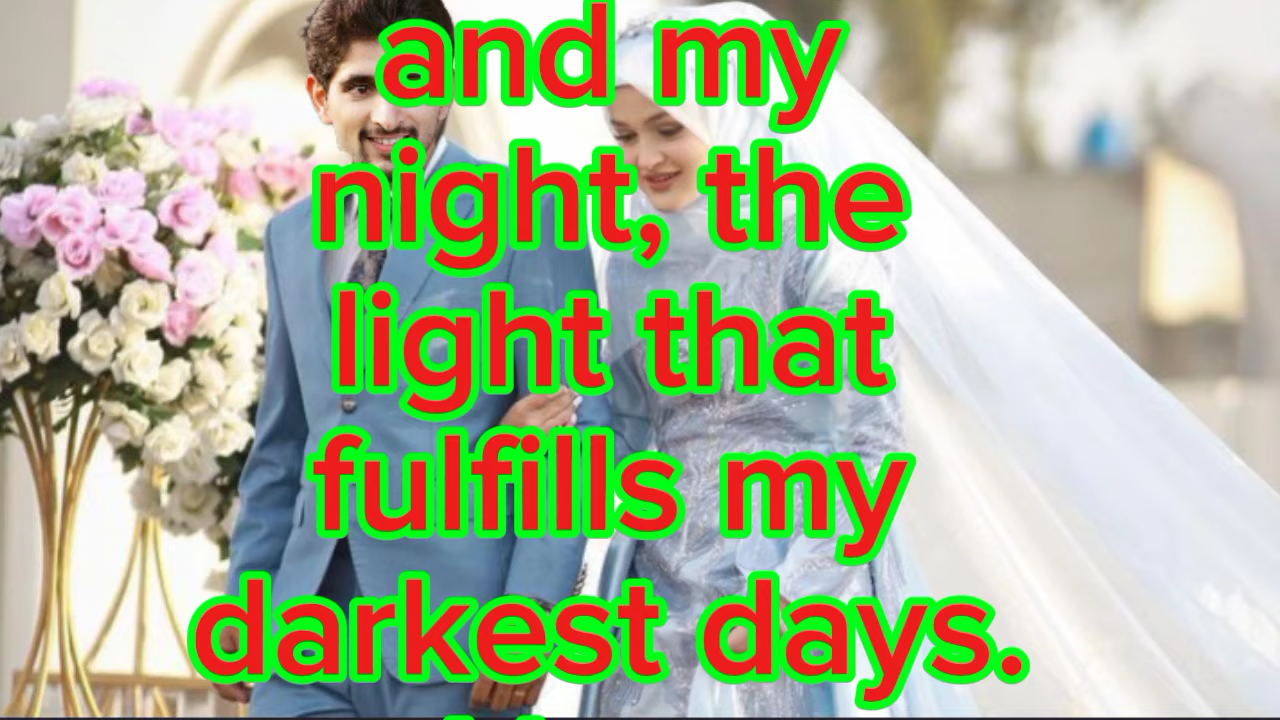 and my
night, the
light that
fulfills my
darkest days.